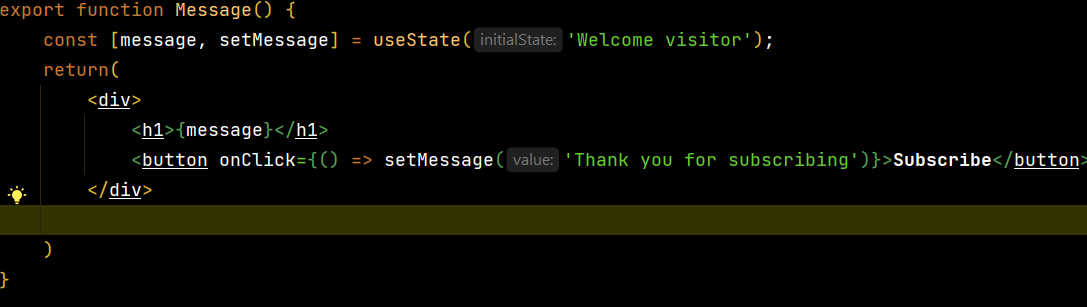 export function Message() {
    const [message, setMessage] = useState( initialState: 'Welcome visitor');
    return(
        <div>
            <h1>{message}</h1>
            <button onClick={() => setMessage( value: 'Thank you for subscribing')}>Subscribe</button>
        </div>
    )
}